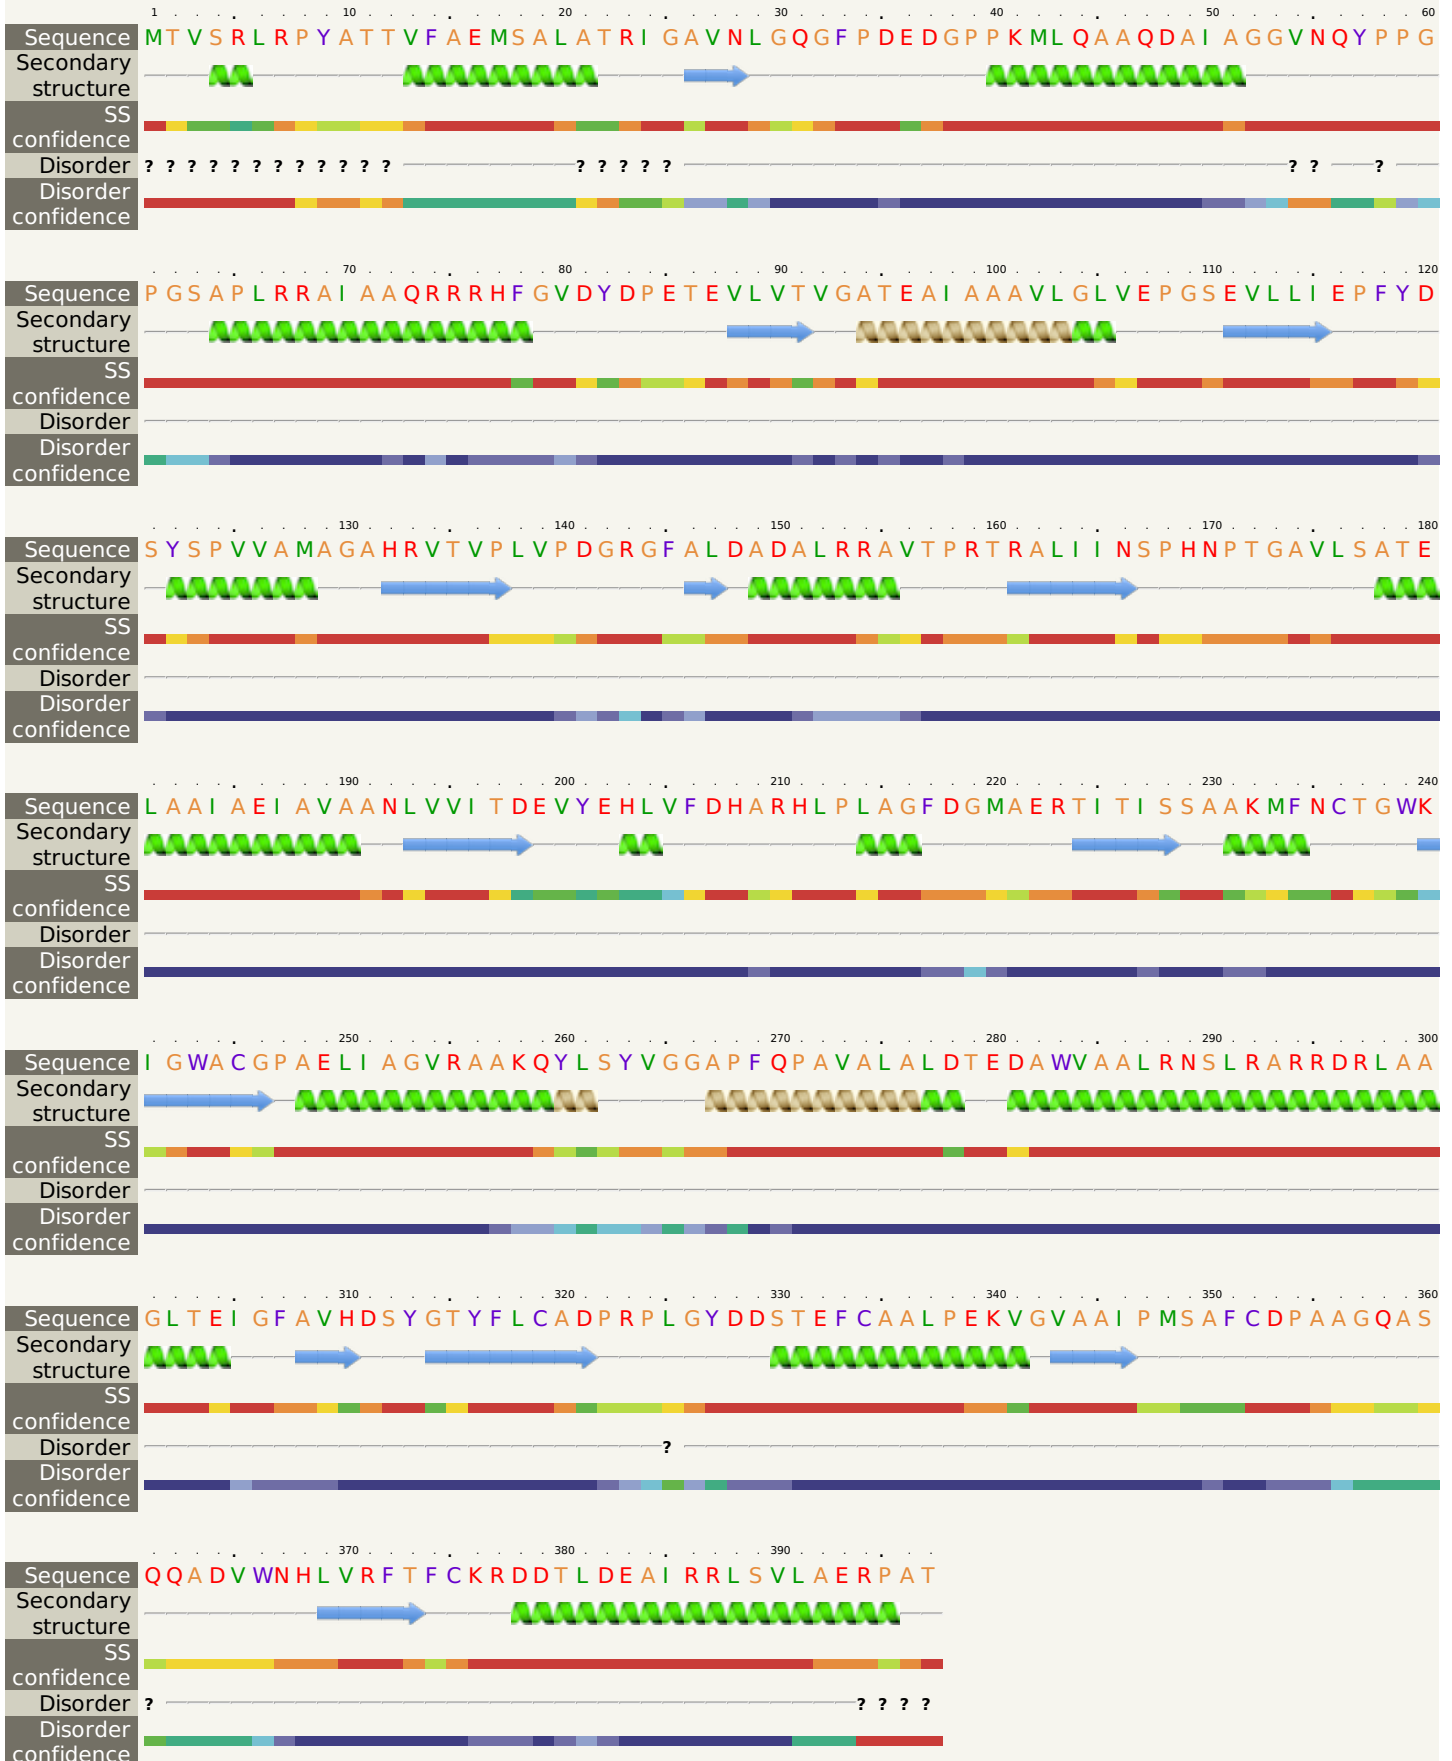 1 10 20 30 40 50 60
Sequence MTVSRLRPYATTVFAEMSALATRIGAVNLGQGFPDEDGPPKMLQAAQDAIAGGVNQYPPG
Secondary
structure
SS
confidence
Disorder ? ? ? ? ? ? ? ? ? ? ? ? ? ? ? ? ? ? ? ?
Disorder
confidence
70 80 90 100 110 120
Sequence PGSAPLRRAIAAQRRRHFGVDYDPETEVLVTVGATEAIAAAVLGLVEPGSEVLLIEPFYD
Secondary
structure
SS
confidence
Disorder
Disorder
confidence
130 140 150 160 170 180
Sequence SYSPVVAMAGAHRVTVPLVPDGRGFALDADALRRAVTPRTRALIINSPHNPTGAVLSATE
Secondary
structure
SS
confidence
Disorder
Disorder
confidence
190 200 210 220 230 240
Sequence LAAIAEIAVAANLVVITDEVYEHLVFDHARHLPLAGFDGMAERTITISSAAKMFNCTGWK
Secondary
structure
SS
confidence
Disorder
Disorder
confidence
250 260 270 280 290 300
Sequence IGWACGPAELIAGVRAAKQYLSYVGGAPFQPAVALALDTEDAWVAALRNSLRARRDRLAA
Secondary
structure
SS
confidence
Disorder
Disorder
confidence
310 320 330 340 350 360
Sequence GLTEIGFAVHDSYGTYFLCADPRPLGYDDSTEFCAALPEKVGVAAIPMSAFCDPAAGQAS
Secondary
structure
SS
confidence
Disorder ?
Disorder
confidence
370 380 390
Sequence QQADVWNHLVRFTFCKRDDTLDEAIRRLSVLAERPAT
Secondary
structure
SS
confidence
Disorder ? ? ? ? ?
Disorder
confidence